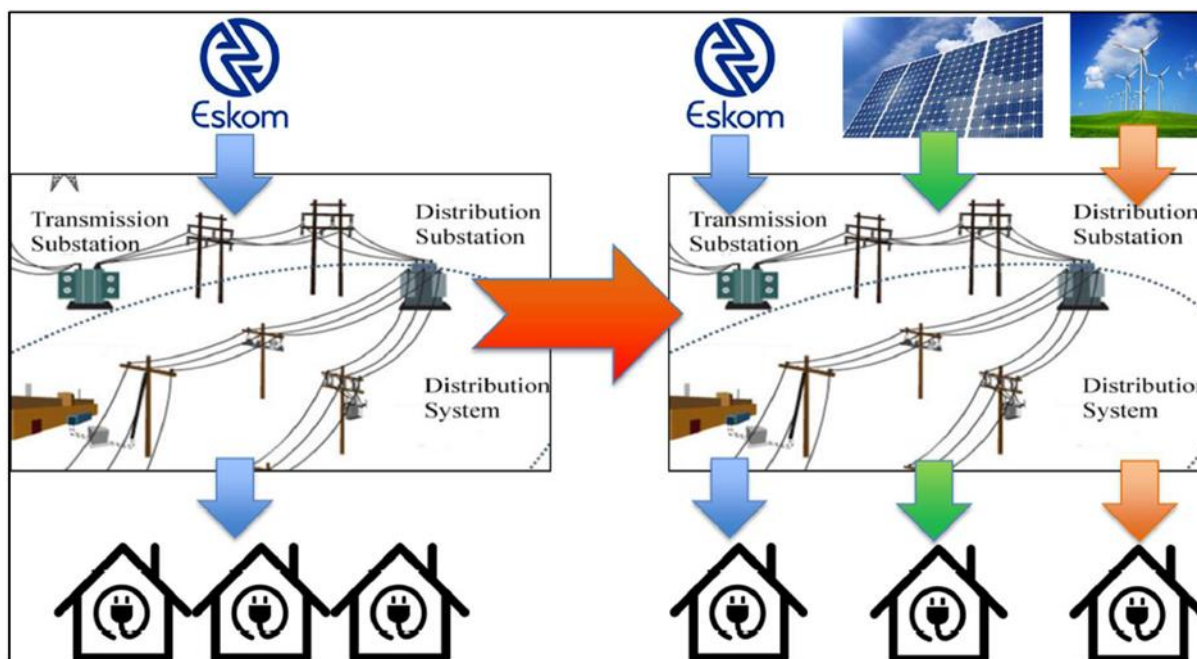 Eskom
Transmission
Substation
Distribution
Substation
Distribution
System
Eskom
Transmission
Substation
Distribution
Substation
Distribution
System